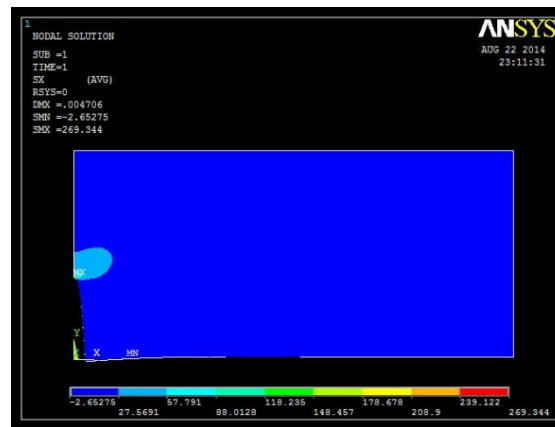 1
NODAL SOLUTION
ANSYS
SUB =1
AUG 22 2014
TIME=1
23:11:31
SX (AVG)
RSYS=0
DMX =.004706
SMN =-2.65275
SMX =269.344
MX
Y
X MN
-2.65275 57.791 118.235 178.678 239.122
27.5691 88.0128 148.457 208.9 269.344